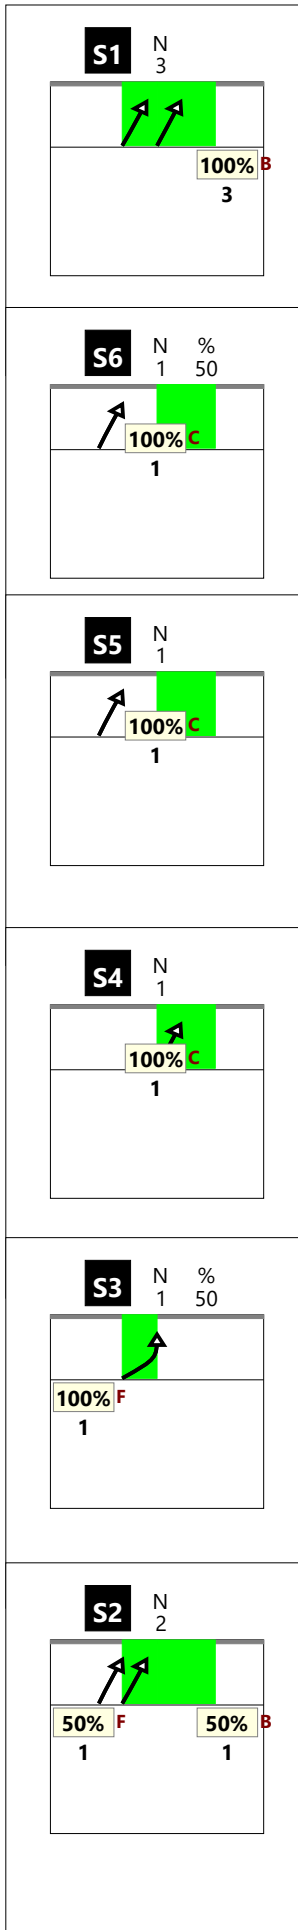 S1 N
3
100% B
3
S6 N %
1 50
100% C
1
S5 N
1
100% C
1
S4 N
1
100% C
1
S3 N %
1 50
100% F
1
S2 N
2
50% F 50% B
1 1